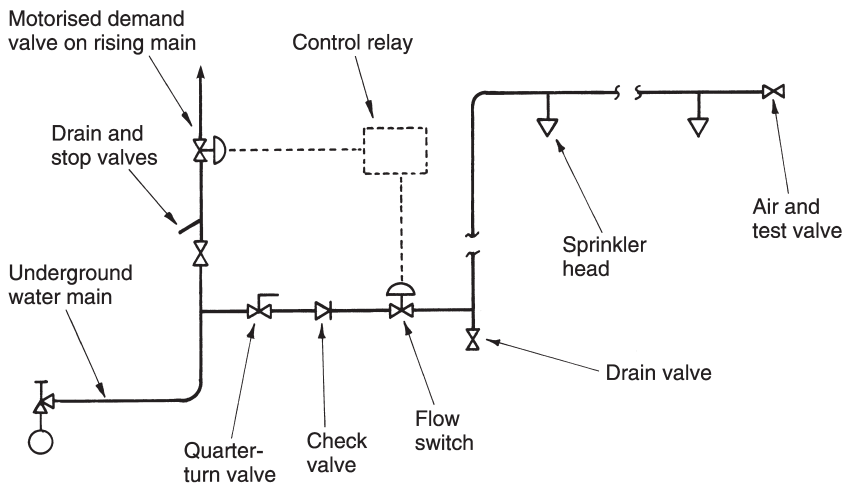 Motorised demand
valve on rising main
Control relay
Drain and
stop valves
Air and
test valve
Sprinkler
head
Underground
water main
Drain valve
Flow
switch
Quarter-
turn valve
Check
valve